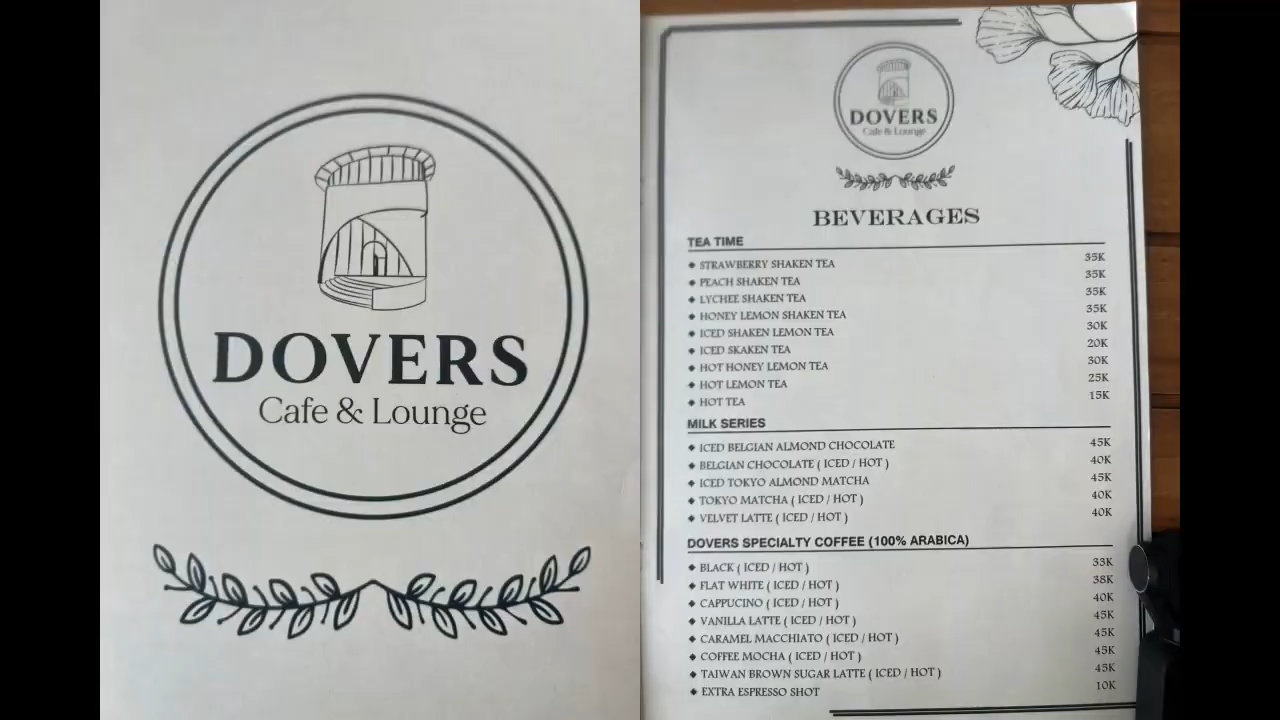 DOVERS
Cafe & Lounge
DOVERS
Cafe & Lounge
BEVERAGES
TEA TIME
STRAWBERRY SHAKEN TEA 35K
PEACH SHAKEN TEA 35K
LYCHEE SHAKEN TEA 35K
HONEY LEMON SHAKEN TEA 35K
ICED SHAKEN LEMON TEA 30K
ICED SKAKEN TEA 20K
HOT HONEY LEMON TEA 30K
HOT LEMON TEA 25K
HOT TEA 15K
MILK SERIES
ICED BELGIAN ALMOND CHOCOLATE 45K
BELGIAN CHOCOLATE ( ICED / HOT ) 40K
ICED TOKYO ALMOND MATCHA 45K
TOKYO MATCHA ( ICED / HOT ) 40K
VELVET LATTE ( ICED / HOT ) 40K
DOVERS SPECIALTY COFFEE (100% ARABICA)
BLACK ( ICED / HOT ) 33K
FLAT WHITE ( ICED / HOT ) 38K
CAPPUCINO ( ICED / HOT ) 40K
VANILLA LATTE ( ICED / HOT ) 45K
CARAMEL MACCHIATO ( ICED / HOT ) 45K
COFFEE MOCHA ( ICED / HOT ) 45K
TAIWAN BROWN SUGAR LATTE ( ICED / HOT ) 45K
EXTRA ESPRESSO SHOT 10K